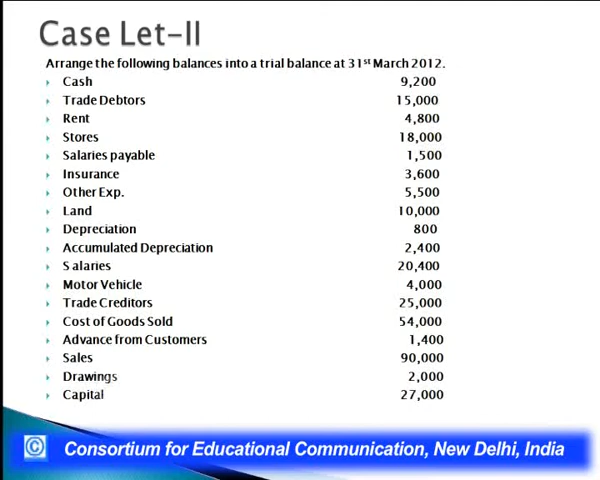 Case Let-II
Arrange the following balances into a trial balance at 31st March 2012.
Cash 9,200
Trade Debtors 15,000
Rent 4,800
Stores 18,000
Salaries payable 1,500
Insurance 3,600
Other Exp. 5,500
Land 10,000
Depreciation 800
Accumulated Depreciation 2,400
Salaries 20,400
Motor Vehicle 4,000
Trade Creditors 25,000
Cost of Goods Sold 54,000
Advance from Customers 1,400
Sales 90,000
Drawings 2,000
Capital 27,000
© Consortium for Educational Communication, New Delhi, India